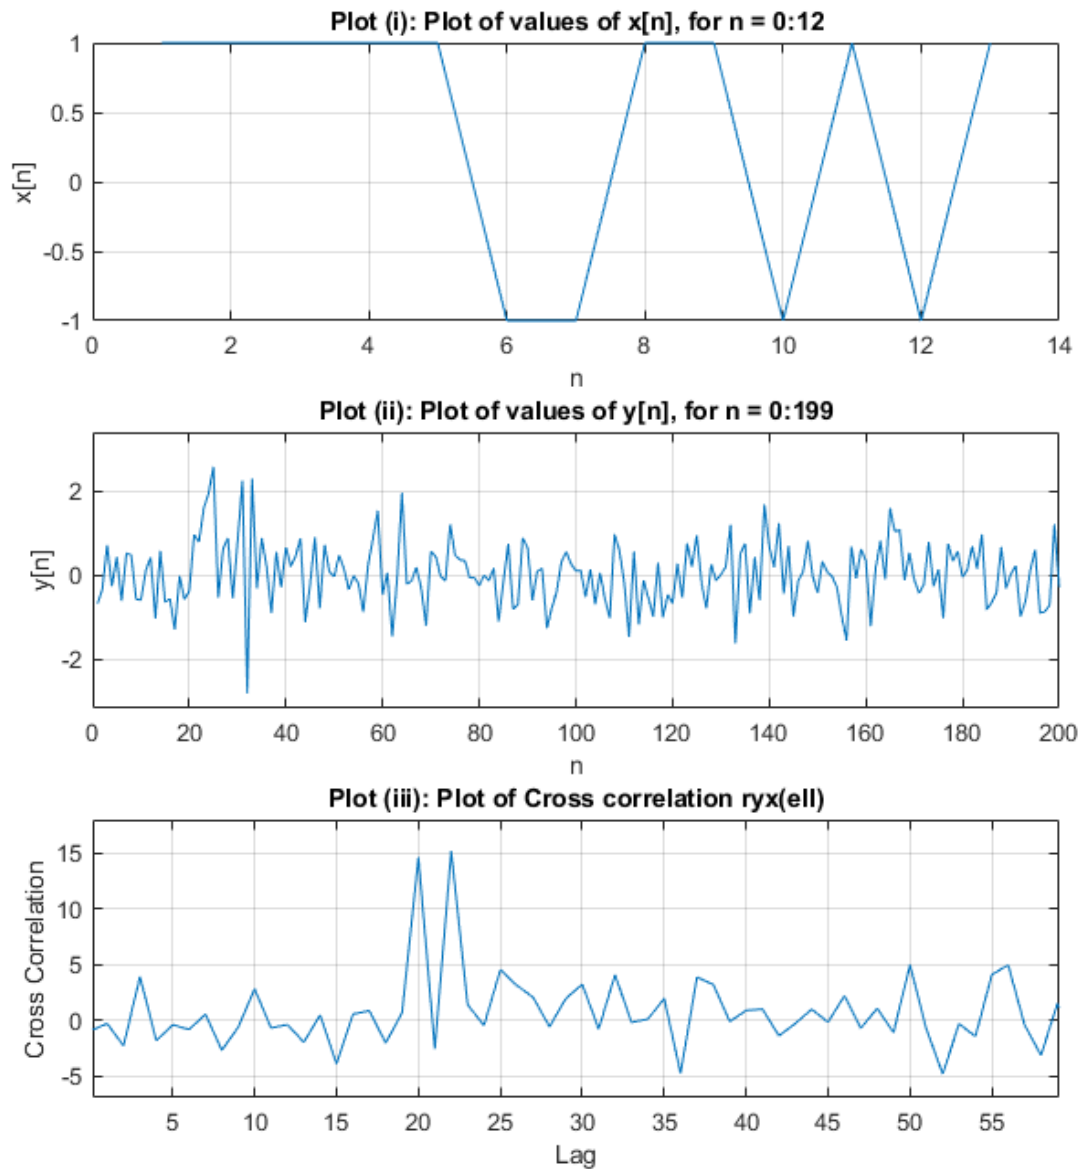 Plot (i): Plot of values of x[n], for n = 0:12
1
0.5
0
-0.5
-1
x[n]
0 2 4 6 8 10 12 14
n
Plot (ii): Plot of values of y[n], for n = 0:199
2
0
-2
y[n]
0 20 40 60 80 100 120 140 160 180 200
n
Plot (iii): Plot of Cross correlation ryx(ell)
15
10
5
0
-5
Cross Correlation
5 10 15 20 25 30 35 40 45 50 55
Lag